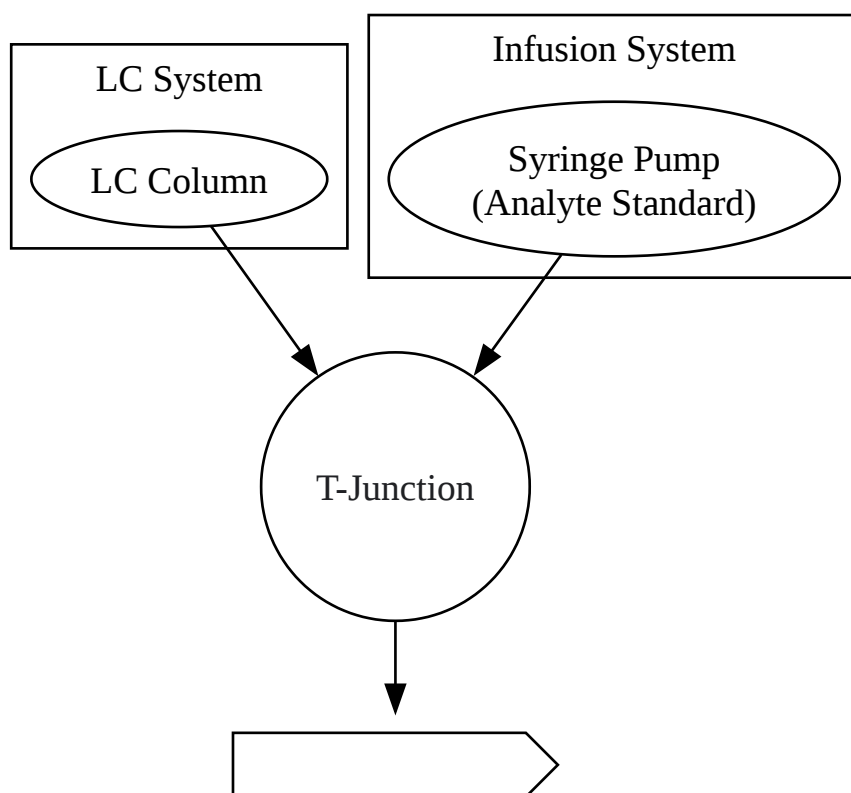 LC System
LC Column
Infusion System
Syringe Pump
(Analyte Standard)
T-Junction